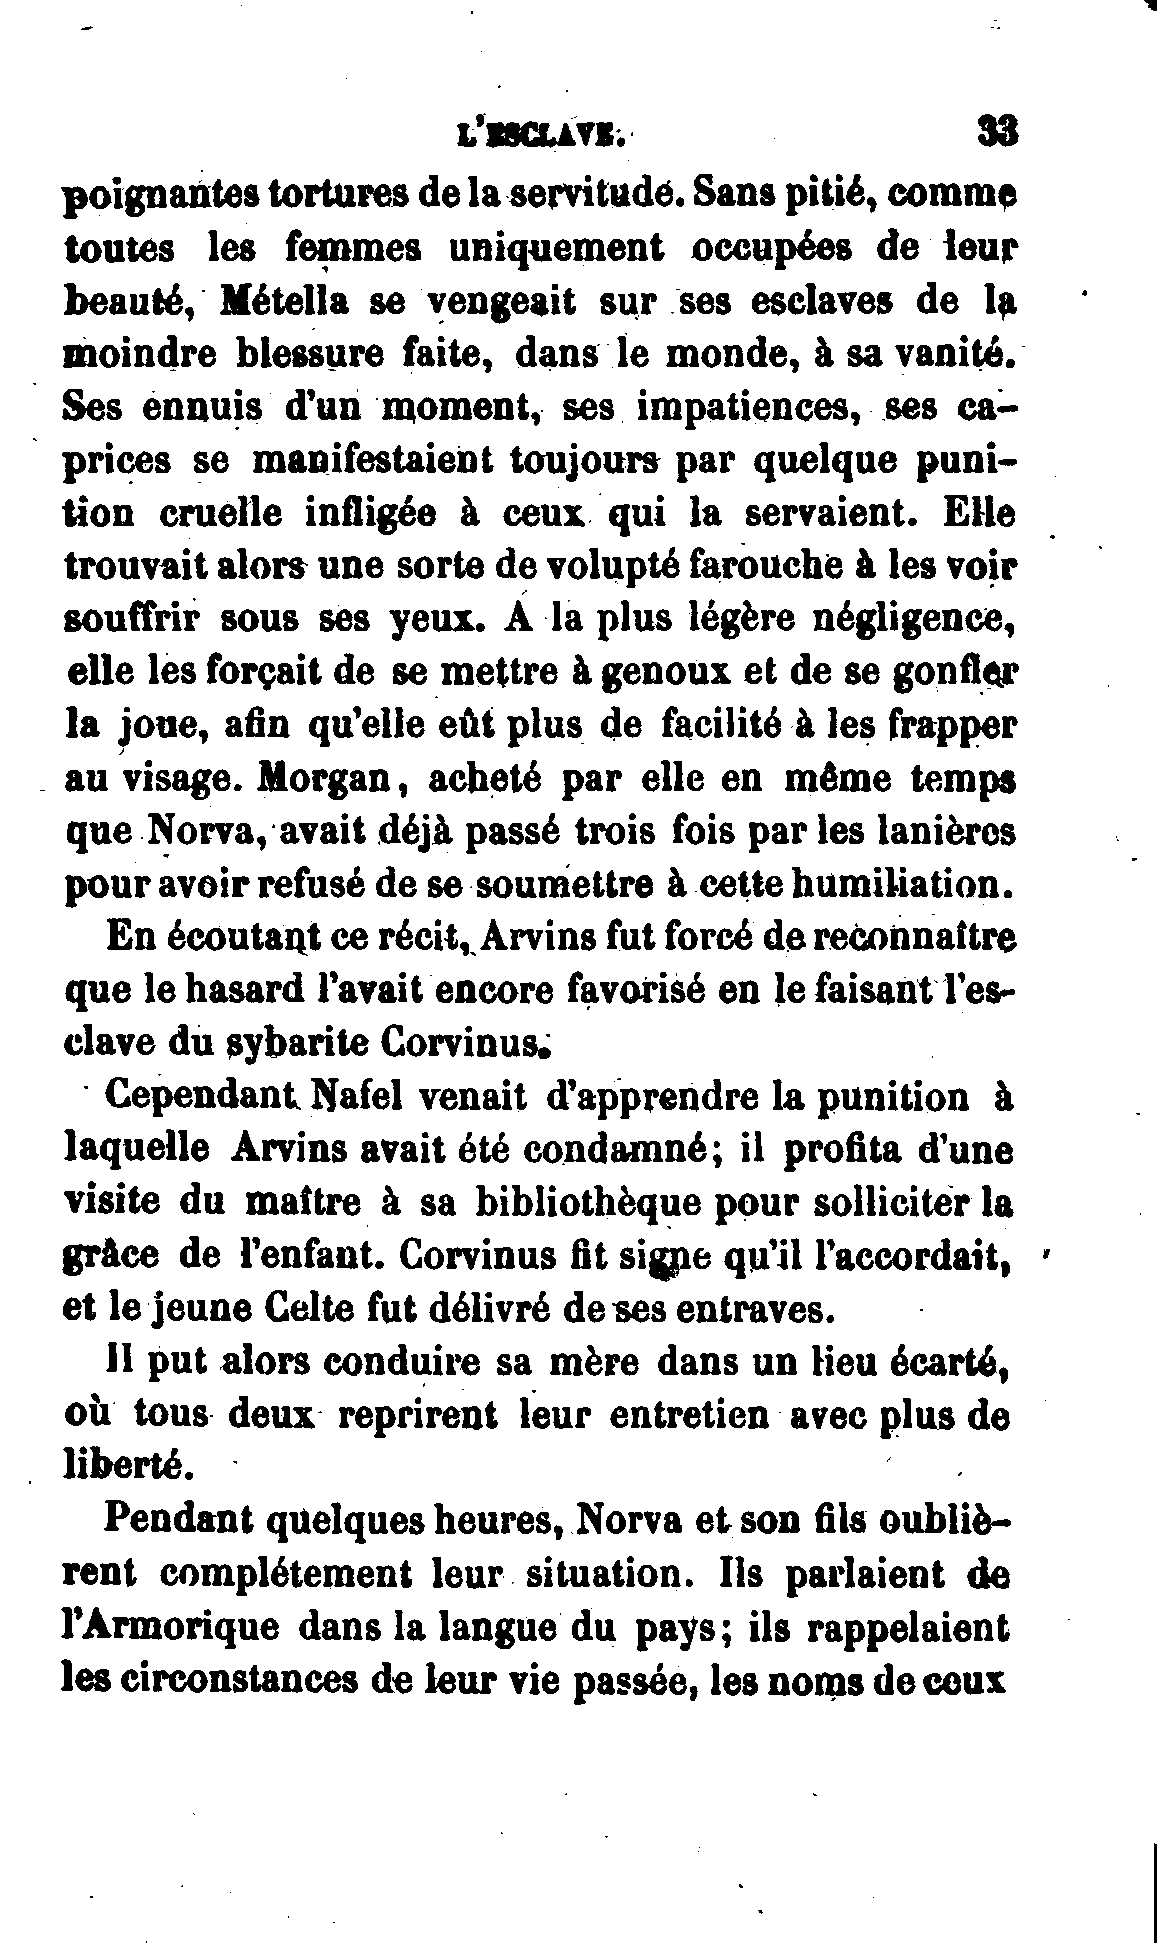 L'ESCLAVE. 33
poignantes tortures de la servitude. Sans pitié, comme
toutes les femmes uniquement occupées de leur
beauté, Métella se vengeait sur ses esclaves de la
moindre blessure faite, dans le monde, à sa vanité.
Ses ennuis d'un moment, ses impatiences, ses ca-
prices se manifestaient toujours par quelque puni-
tion cruelle infligée à ceux qui la servaient. Elle
trouvait alors une sorte de volupté farouche à les voir
souffrir sous ses yeux. A la plus légère négligence,
elle les forçait de se mettre à genoux et de se gonfler
la joue, afin qu'elle eût plus de facilité à les frapper
au visage. Morgan, acheté par elle en même temps
que Norva, avait déjà passé trois fois par les lanières
pour avoir refusé de se soumettre à cette humiliation.
En écoutant ce récit, Arvins fut forcé de reconnaître
que le hasard l'avait encore favorisé en le faisant l'es-
clave du sybarite Corvinus.
Cependant Nafel venait d'apprendre la punition à
laquelle Arvins avait été condamné; il profita d'une
visite du maître à sa bibliothèque pour solliciter la
grâce de l'enfant. Corvinus fit signe qu'il l'accordait,
et le jeune Celte fut délivré de ses entraves.
Il put alors conduire sa mère dans un lieu écarté,
où tous deux reprirent leur entretien avec plus de
liberté.
Pendant quelques heures, Norva et son fils oubliè-
rent complétement leur situation. Ils parlaient de
l'Armorique dans la langue du pays; ils rappelaient
les circonstances de leur vie passée, les noms de ceux